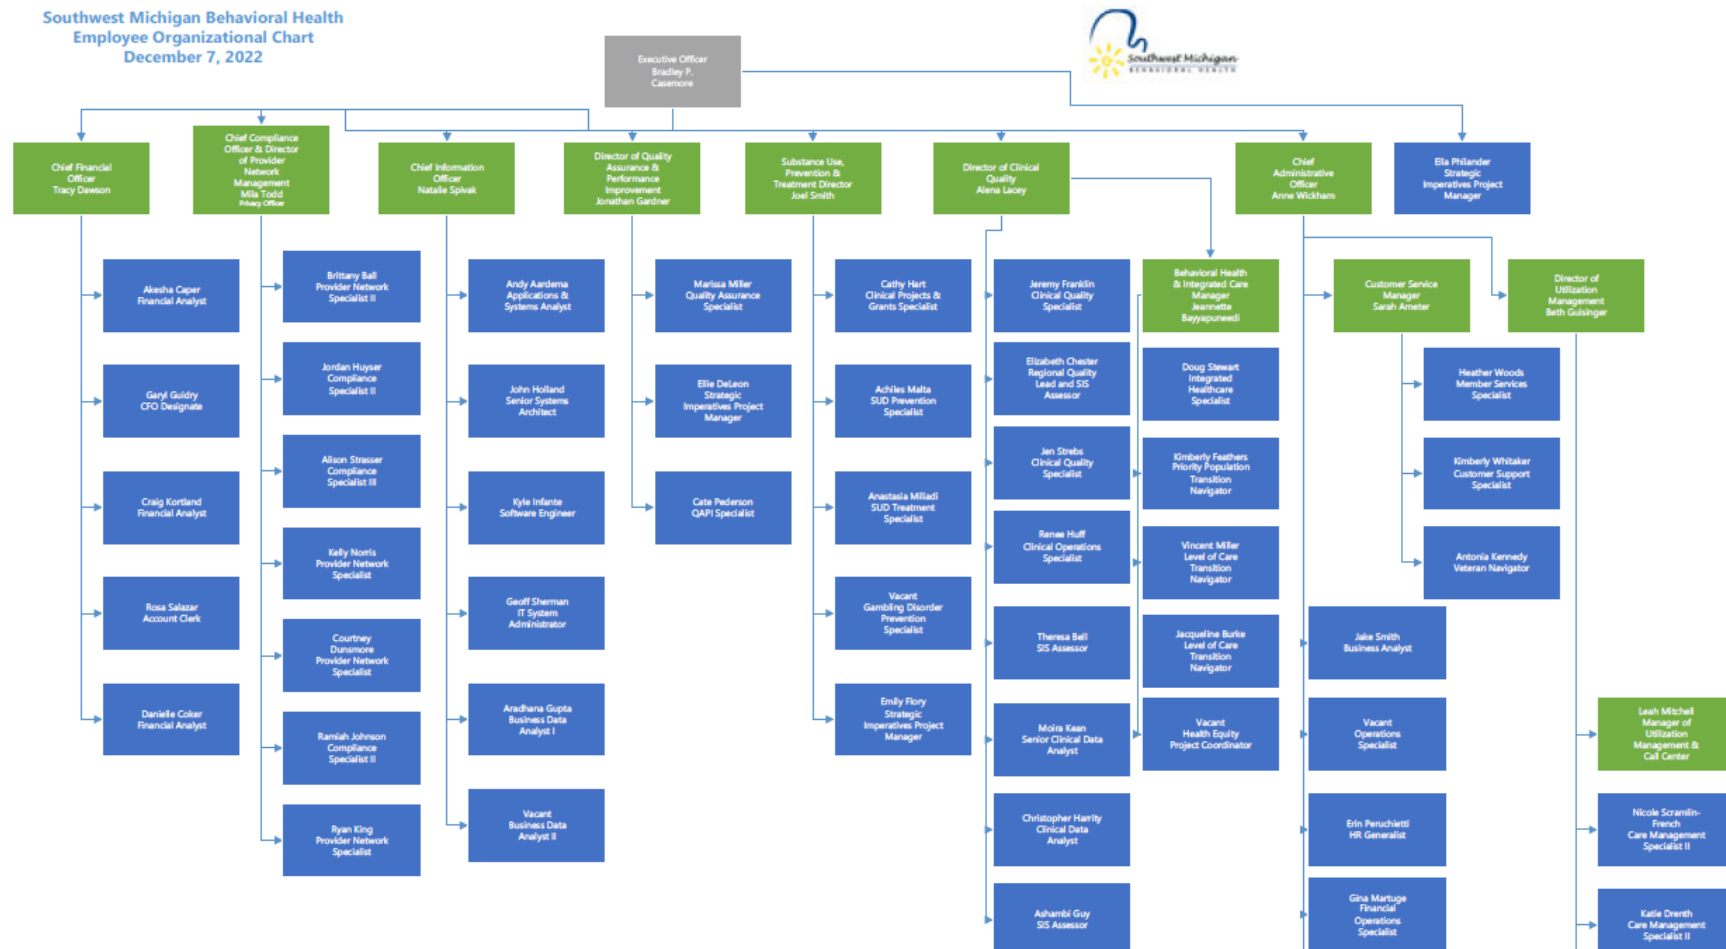 Southwest Michigan Behavioral Health
Employee Organizational Chart
December 7, 2022
Southwest Michigan
BEHAVIORAL HEALTH
Executive Officer
Bradley P.
Casemore
Chief Financial
Officer
Tracy Dawson
Chief Compliance
Officer & Director
of Provider
Network
Management
Mila Todd
Privacy Officer
Chief Information
Officer
Natalie Spivak
Director of Quality
Assurance &
Performance
Improvement
Jonathan Gardner
Substance Use,
Prevention &
Treatment Director
Joel Smith
Director of Clinical
Quality
Alena Lacey
Chief
Administrative
Officer
Anne Wickham
Ella Philander
Strategic
Imperatives Project
Manager
Akesha Caper
Financial Analyst
Garyl Guidry
CFO Designate
Craig Kortland
Financial Analyst
Rosa Salazar
Account Clerk
Danielle Coker
Financial Analyst
Brittany Ball
Provider Network
Specialist II
Jordan Huyser
Compliance
Specialist II
Alison Strasser
Compliance
Specialist III
Kelly Norris
Provider Network
Specialist
Courtney
Dunsmore
Provider Network
Specialist
Ramiah Johnson
Compliance
Specialist II
Ryan King
Provider Network
Specialist
Andy Aardema
Applications &
Systems Analyst
John Holland
Senior Systems
Architect
Kyle Infante
Software Engineer
Geoff Sherman
IT System
Administrator
Aradhana Gupta
Business Data
Analyst I
Vacant
Business Data
Analyst II
Marissa Miller
Quality Assurance
Specialist
Ellie DeLeon
Strategic
Imperatives Project
Manager
Cate Pederson
QAPI Specialist
Cathy Hart
Clinical Projects &
Grants Specialist
Achiles Malta
SUD Prevention
Specialist
Anastasia Miliadi
SUD Treatment
Specialist
Vacant
Gambling Disorder
Prevention
Specialist
Emily Flory
Strategic
Imperatives Project
Manager
Jeremy Franklin
Clinical Quality
Specialist
Elizabeth Chester
Regional Quality
Lead and SIS
Assessor
Jen Strebs
Clinical Quality
Specialist
Renee Huff
Clinical Operations
Specialist
Theresa Bell
SIS Assessor
Moira Kean
Senior Clinical Data
Analyst
Christopher Harrity
Clinical Data
Analyst
Ashambi Guy
SIS Assessor
Behavioral Health
& Integrated Care
Manager
Jeannette
Bayyapuneedi
Doug Stewart
Integrated
Healthcare
Specialist
Kimberly Feathers
Priority Population
Transition
Navigator
Vincent Miller
Level of Care
Transition
Navigator
Jacqueline Burke
Level of Care
Transition
Navigator
Vacant
Health Equity
Project Coordinator
Customer Service
Manager
Sarah Ameter
Heather Woods
Member Services
Specialist
Kimberly Whitaker
Customer Support
Specialist
Antonia Kennedy
Veteran Navigator
Jake Smith
Business Analyst
Vacant
Operations
Specialist
Erin Peruchietti
HR Generalist
Gina Martuge
Financial
Operations
Specialist
Director of
Utilization
Management
Beth Guisinger
Leah Mitchell
Manager of
Utilization
Management &
Call Center
Nicole Scramlin-
French
Care Management
Specialist II
Katie Drenth
Care Management
Specialist II